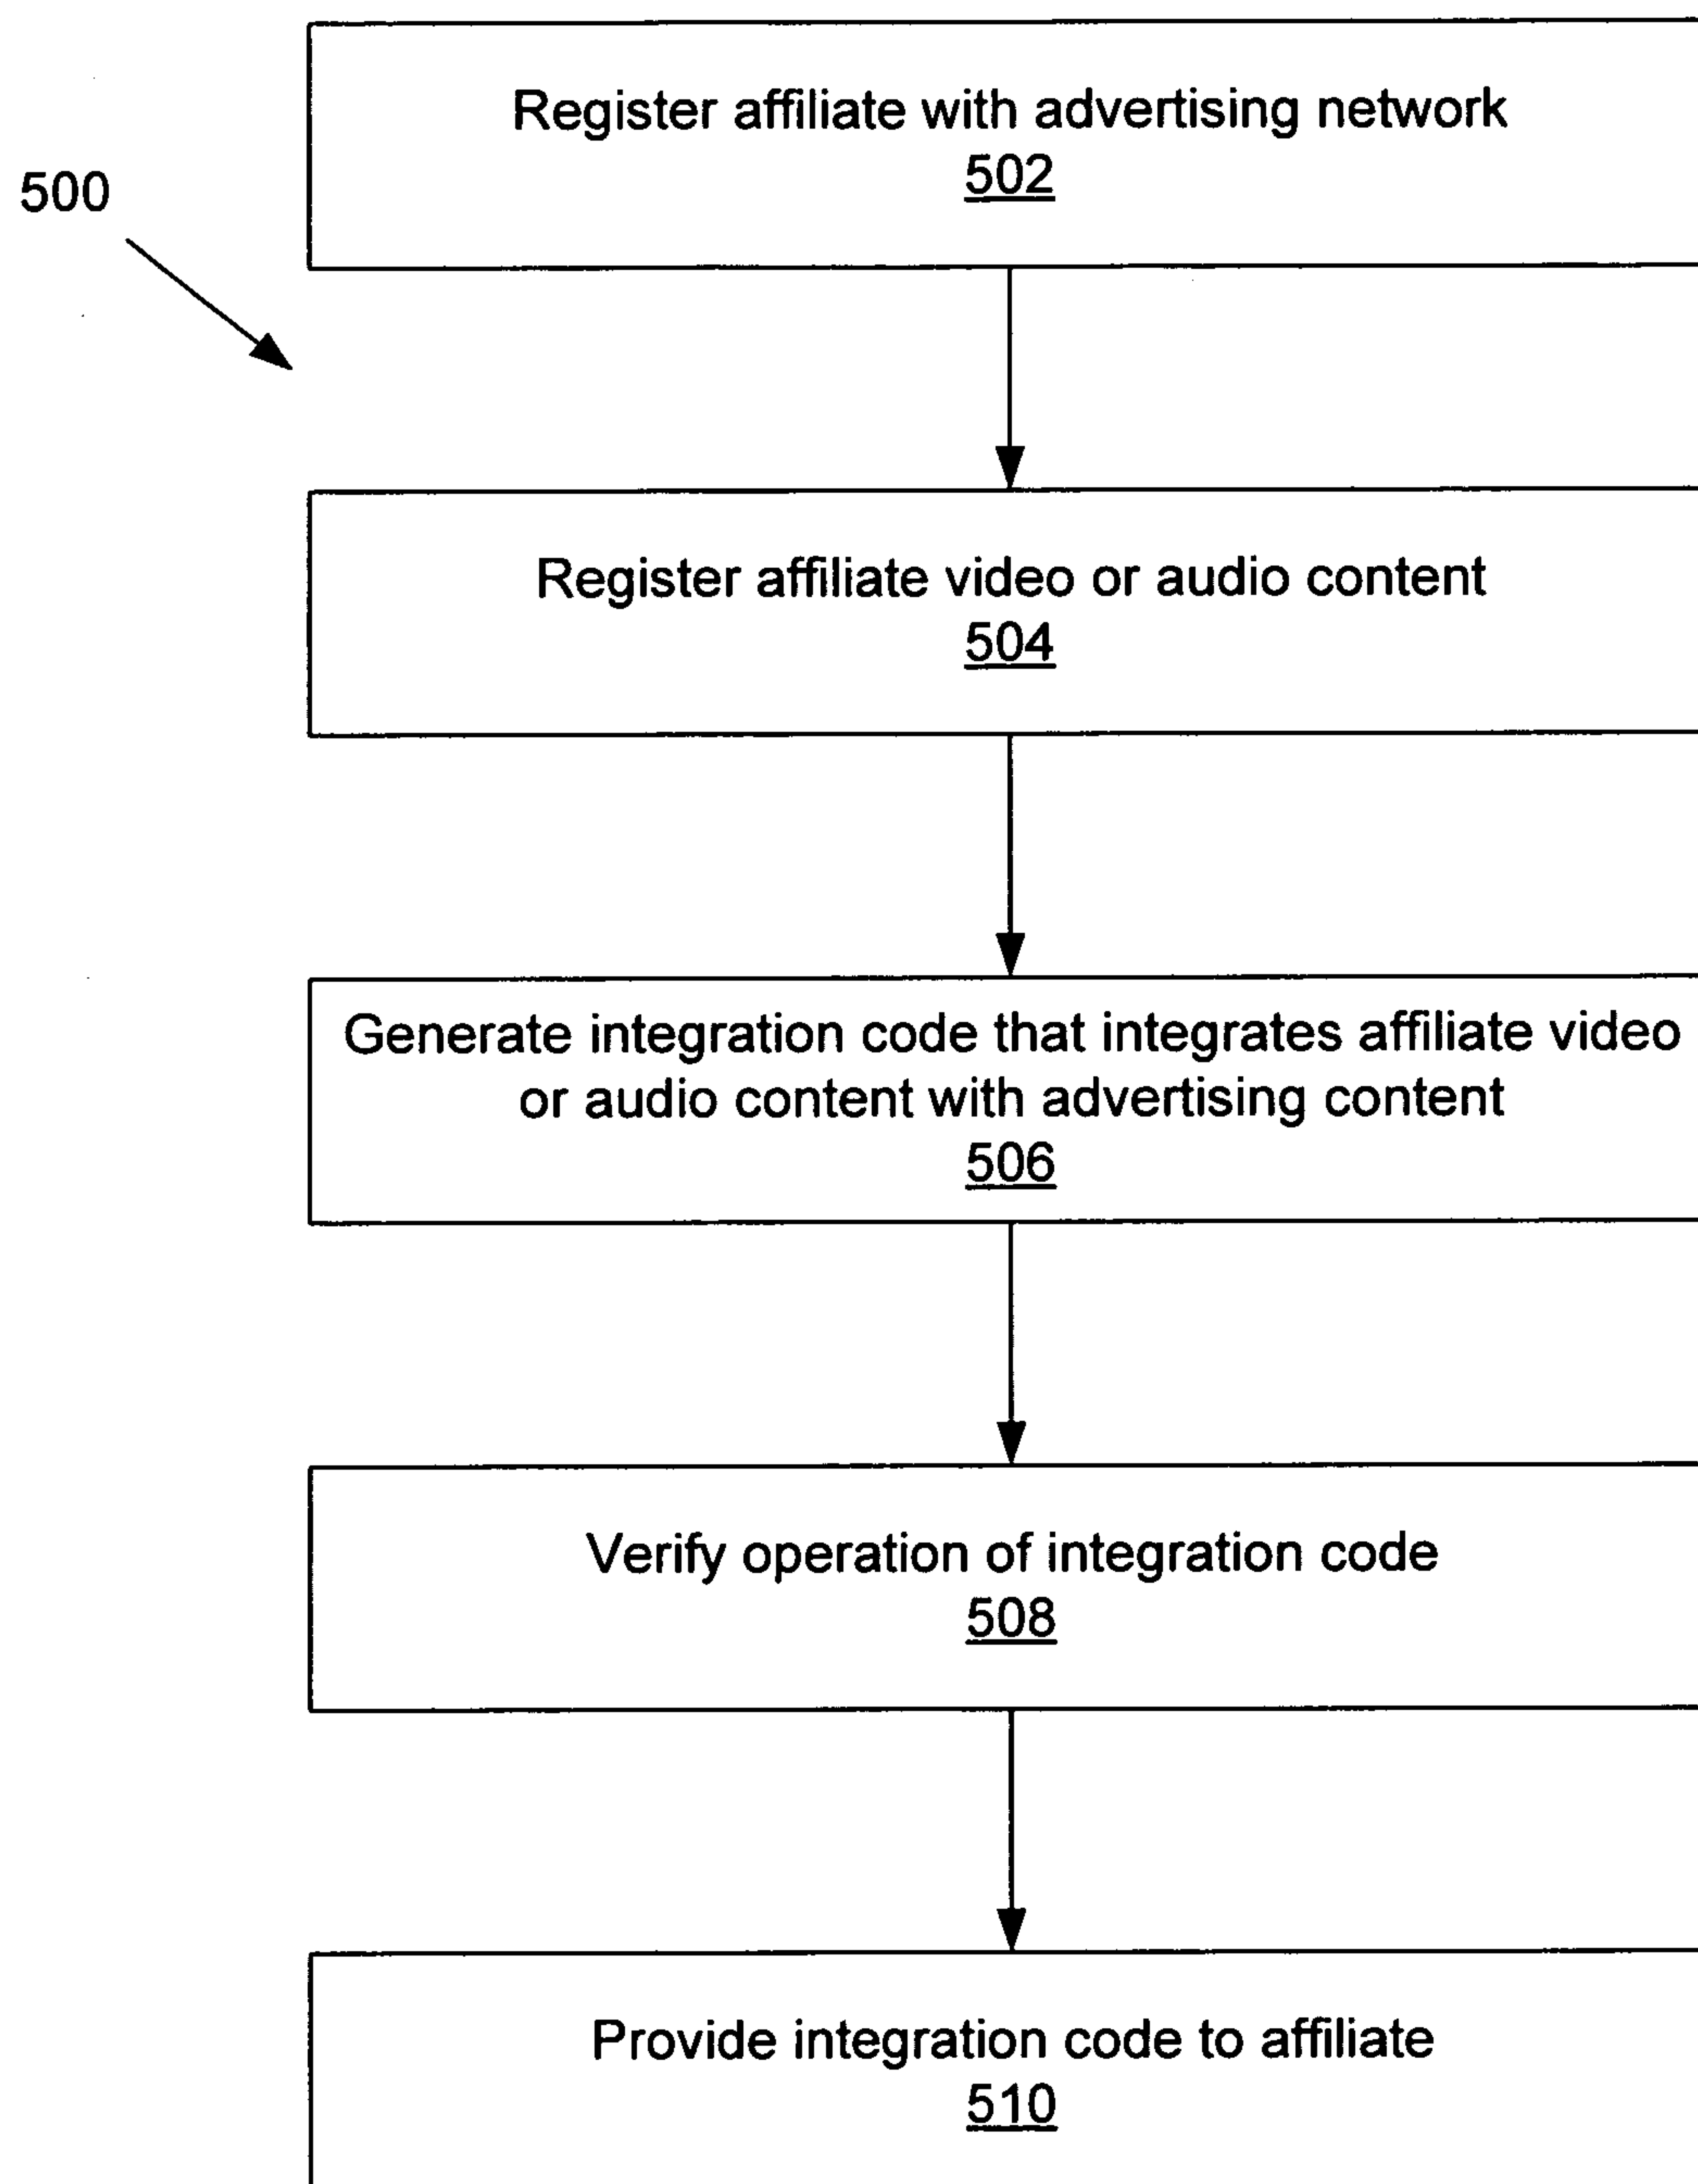 Register affiliate with advertising network
502
500
Register affiliate video or audio content
504
Generate integration code that integrates affiliate video
or audio content with advertising content
506
Verify operation of integration code
508
Provide integration code to affiliate
510